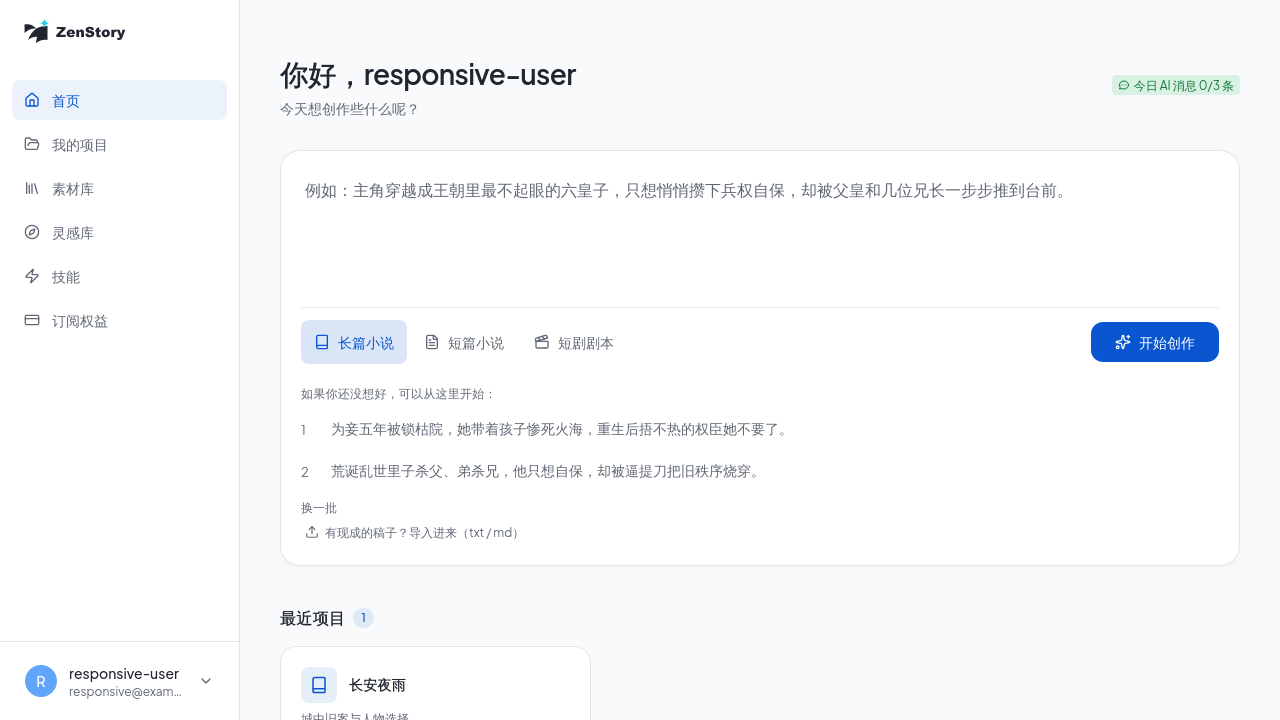 ZenStory
首页
我的项目
素材库
灵感库
技能
订阅权益
responsive-user
responsive@exam...
R
你好，responsive-user
今天想创作些什么呢？
今日 AI 消息 0/3 条
例如：主角穿越成王朝里最不起眼的六皇子，只想悄悄攒下兵权自保，却被父皇和几位兄长一步步推到台前。
长篇小说
短篇小说
短剧剧本
开始创作
如果你还没想好，可以从这里开始：
1 为妾五年被锁枯院，她带着孩子惨死火海，重生后捂不热的权臣她不要了。
2 荒诞乱世里子杀父、弟杀兄，他只想自保，却被逼提刀把旧秩序烧穿。
换一批
有现成的稿子？导入进来（txt / md）
最近项目 1
长安夜雨
城中旧案与人物选择